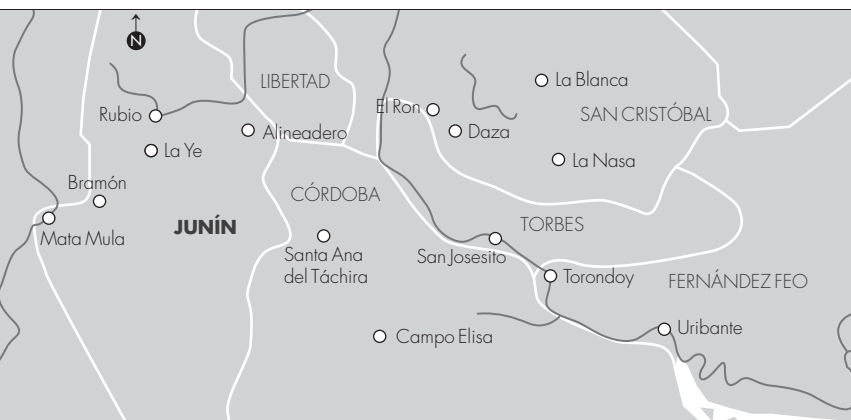 N
LIBERTAD
La Blanca
El Ron
SAN CRISTÓBAL
Rubio
Alineadero
Daza
La Ye
La Nasa
Bramón
CÓRDOBA
JUNÍN
TORBES
Mata Mula
Santa Ana
del Táchira
San Josesito
Torondoy
FERNÁNDEZ FEO
Uribante
Campo Elisa